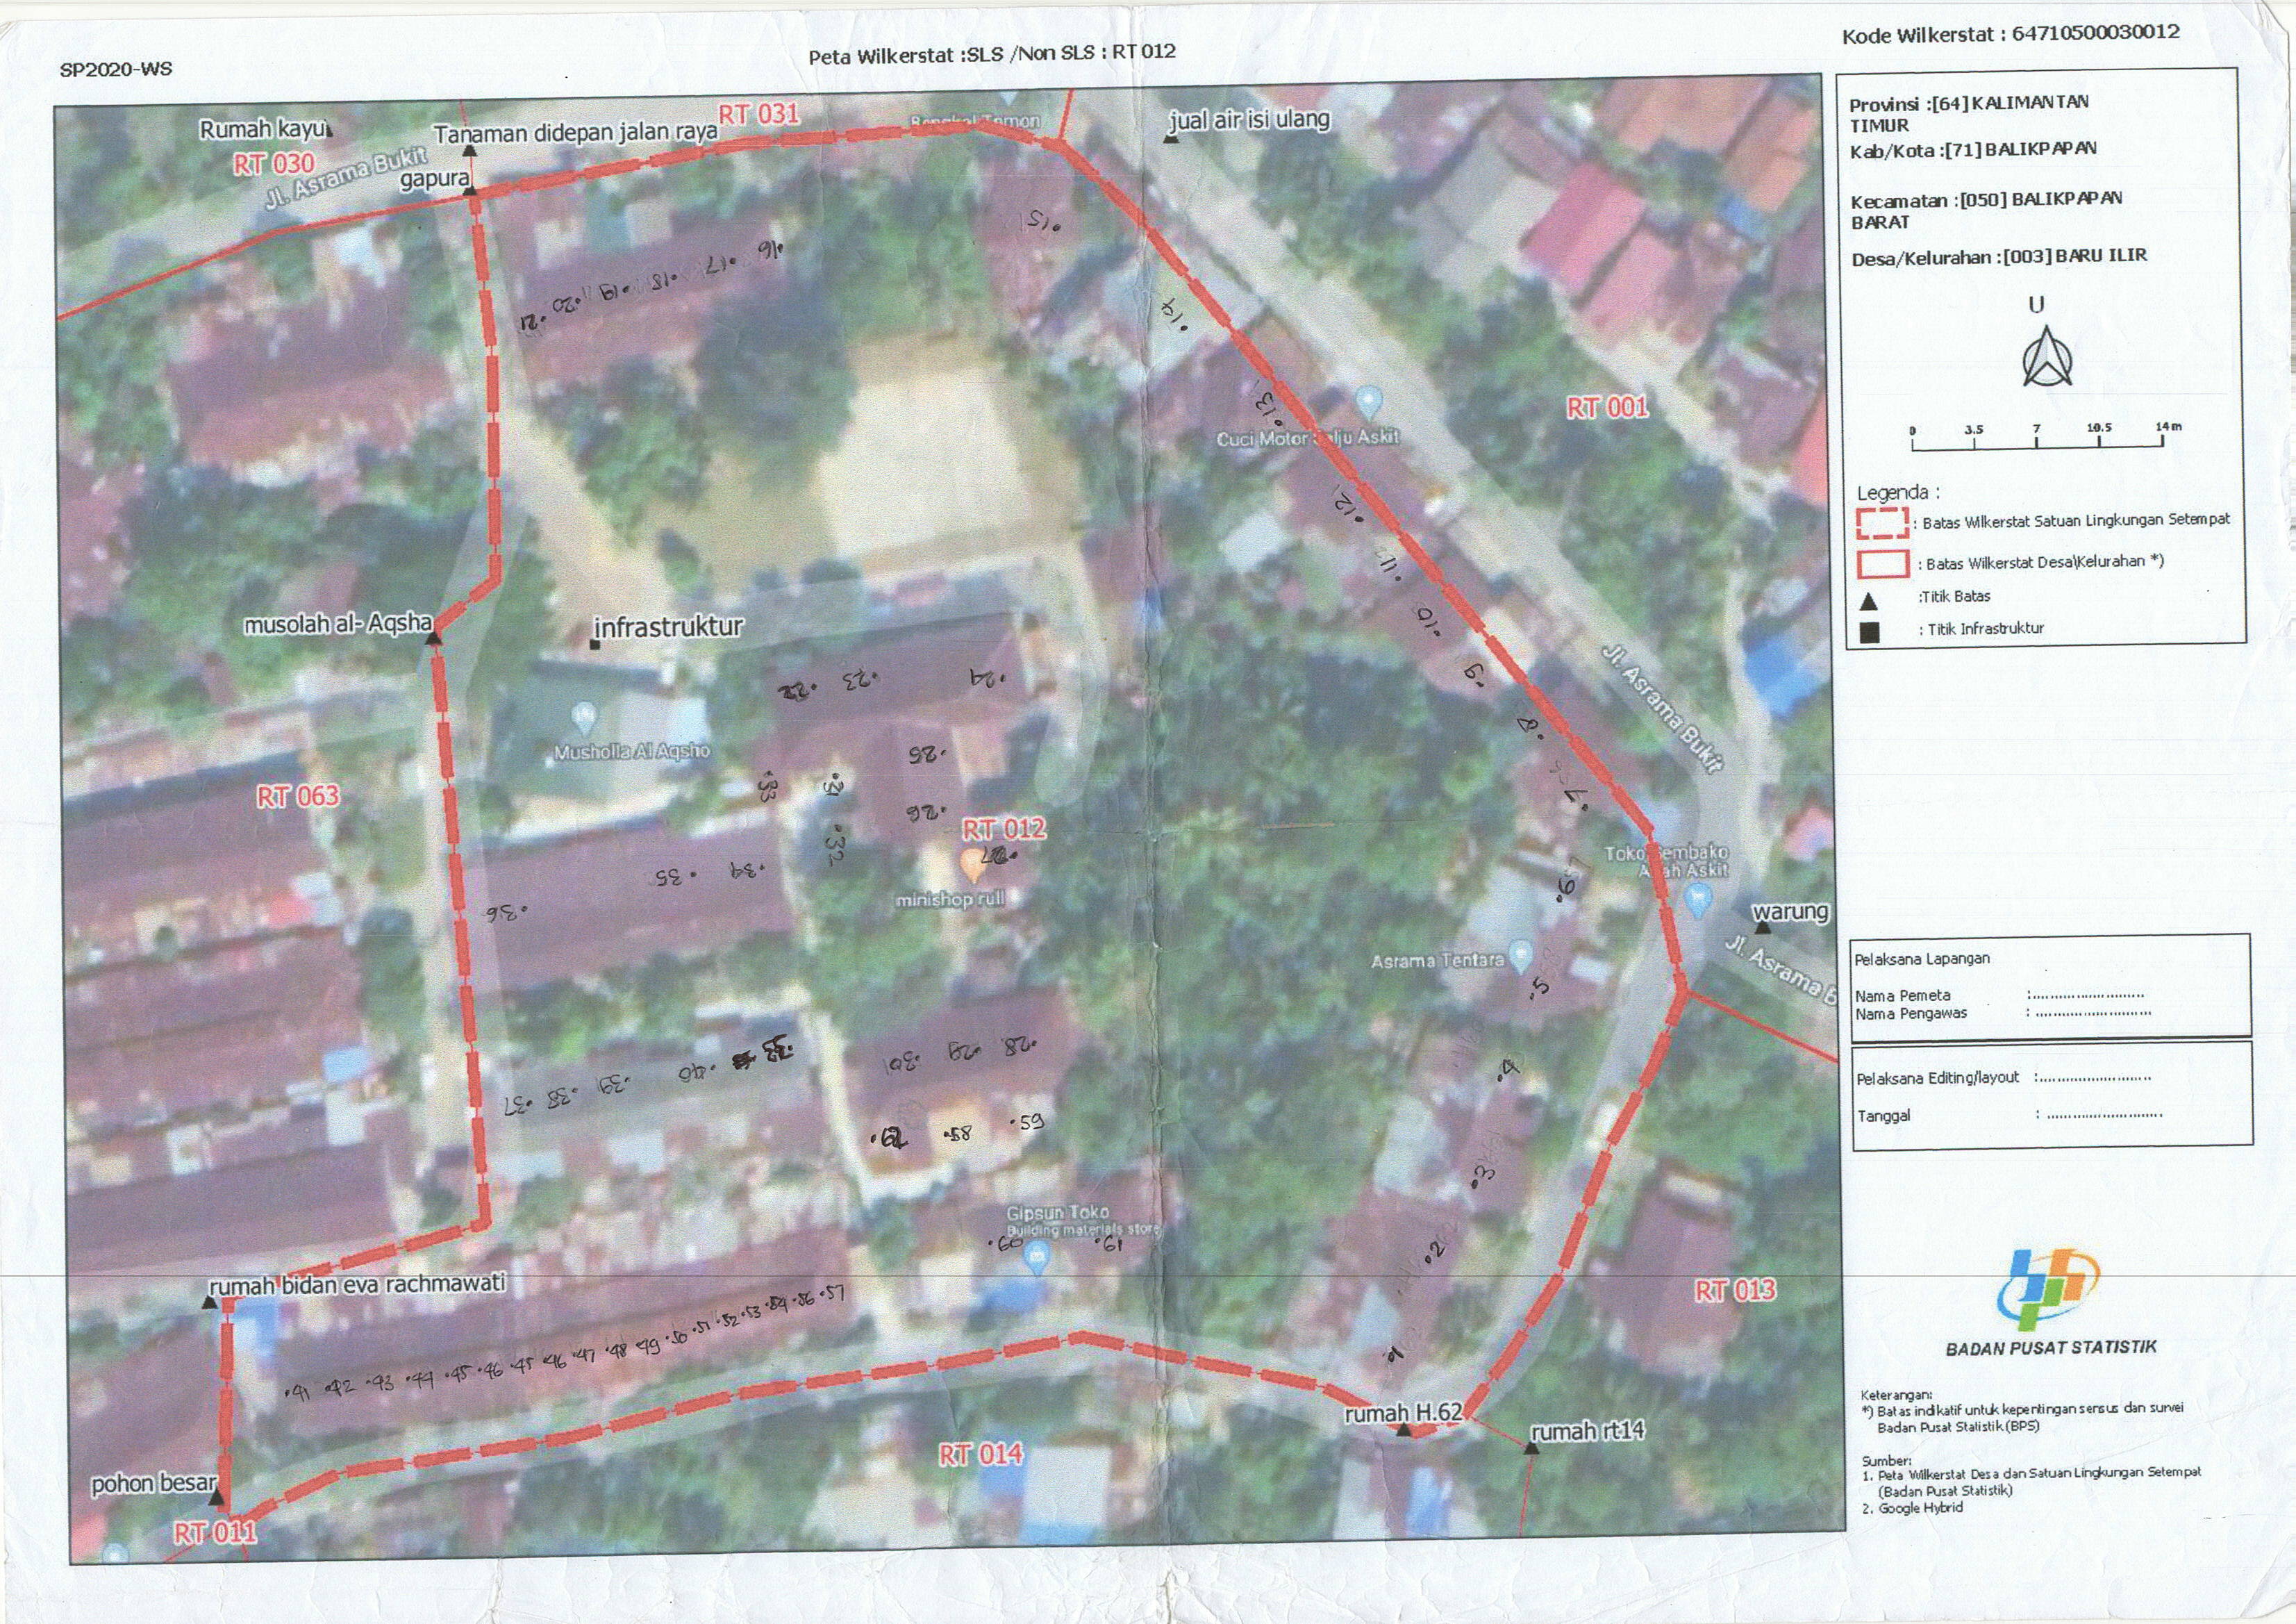 Kode Wilkerstat : 64710500030012
Peta Wilkerstat :SLS /Non SLS : RT 012
SP2020-WS
Provinsi :[64] KALIMANTAN
TIMUR
Kab/Kota :[71] BALIKPAPAN
Kecamatan :[050] BALIKPAPAN
BARAT
Desa/Kelurahan :[003] BARU ILIR
U
0 3.5 7 10.5 14 m
Legenda :
: Batas Wilkerstat Satuan Lingkungan Setempat
: Batas Wilkerstat Desa\Kelurahan *)
:Titik Batas
: Titik Infrastruktur
Pelaksana Lapangan
Nama Pemeta :........................
Nama Pengawas : ........................
Pelaksana Editing/layout :........................
Tanggal : ........................
BADAN PUSAT STATISTIK
Keterangan:
*) Batas indikatif untuk kepentingan sensus dan survei
Badan Pusat Statistik (BPS)
Sumber:
1. Peta Wilkerstat Desa dan Satuan Lingkungan Setempat
(Badan Pusat Statistik)
2. Google Hybrid
RT 031
Rumah kayu
Tanaman didepan jalan raya
jual air isi ulang
RT 030
Jl. Asrama Bukit
gapura
15
16
17
18
19
20
21
14
13
RT 001
Cuci Motor Salju Askit
12
11
10
9
8
7
musolah al- Aqsha
infrastruktur
Jl. Asrama Bukit
22
23
24
Musholla Al Aqsho
25
33
31
26
32
RT 063
RT 012
27
minishop rull
34
35
36
Toko Sembako
Askit
6
warung
Jl. Asrama B
Asrama Tentara
5
4
28
29
30
40
39
38
37
62
58
59
3
Gipsun Toko
Building materials store
60
61
2
rumah bidan eva rachmawati
RT 013
41 42 43 44 45 46 45 46 47 48 49 50 51 52 53 54 56 57
1
rumah H.62
rumah rt14
RT 014
pohon besar
RT 011